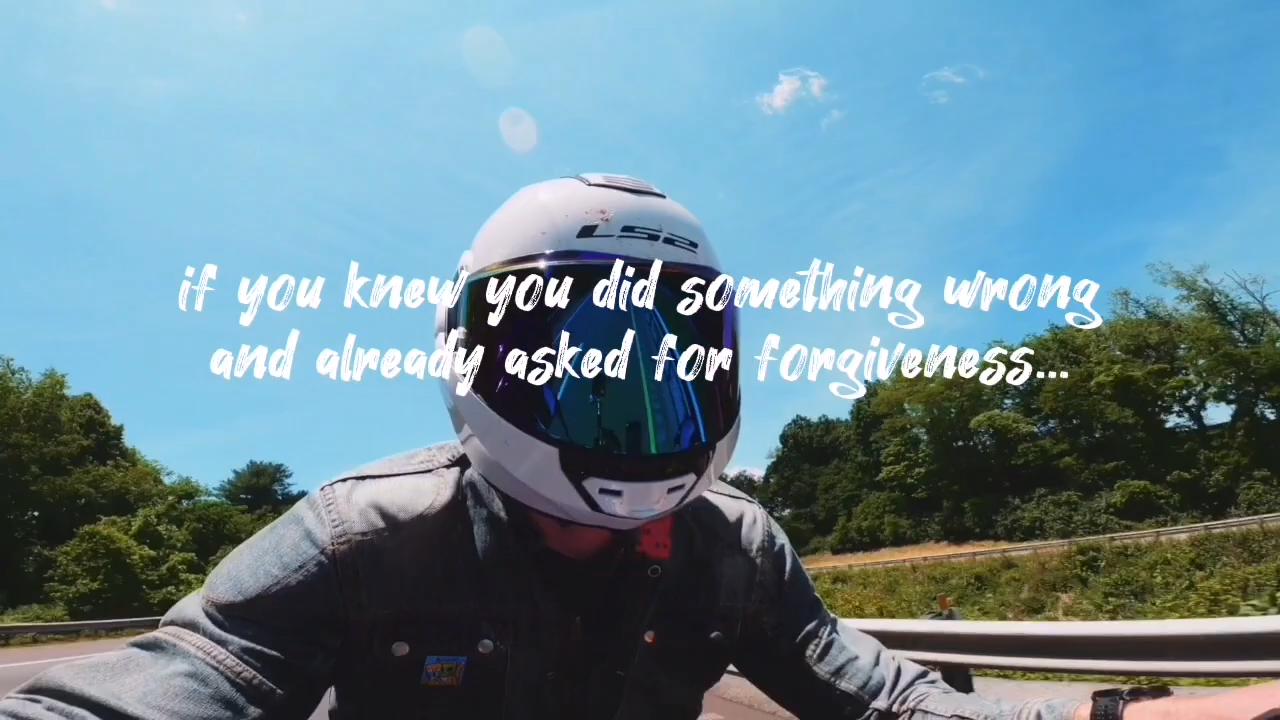 LS2
if you knew you did something wrong
and already asked for forgiveness...